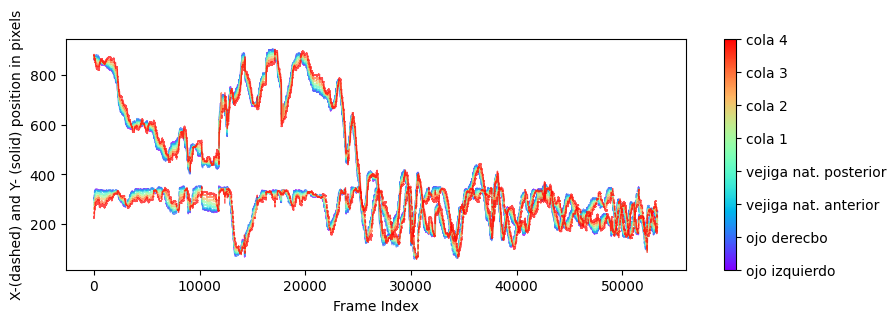 X-(dashed) and Y- (solid) position in pixels
800
600
400
200
0
10000
20000
30000
40000
50000
Frame Index
cola 4
cola 3
cola 2
cola 1
vejiga nat. posterior
vejiga nat. anterior
ojo derecbo
ojo izquierdo